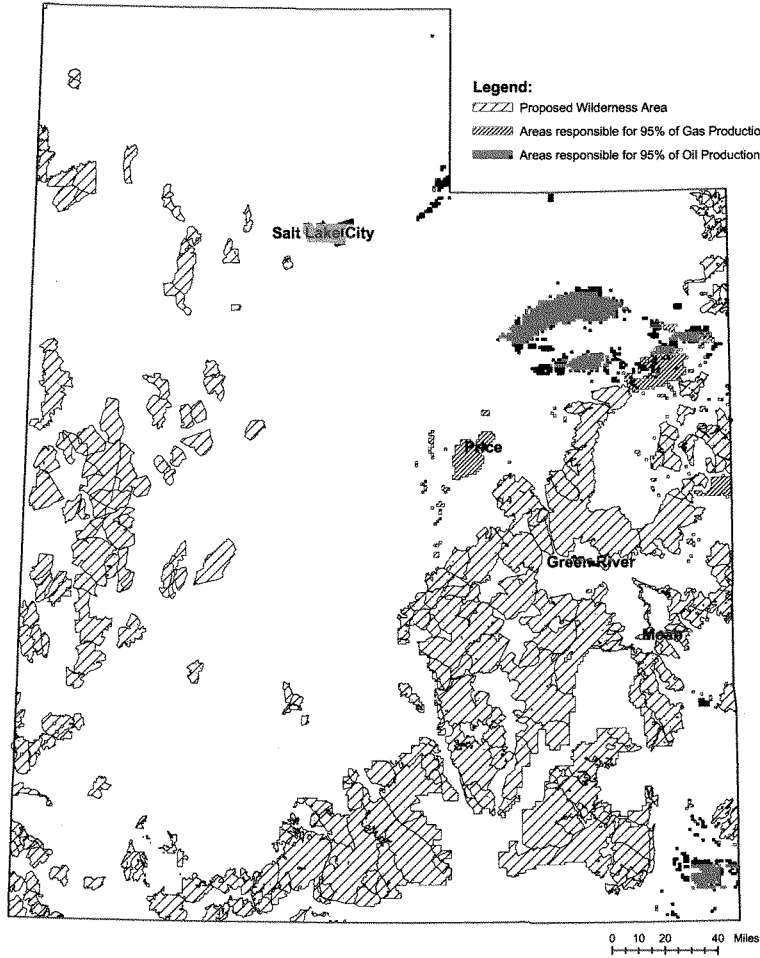 Legend:
Proposed Wilderness Area
Areas responsible for 95% of Gas Productio
Areas responsible for 95% of Oil Production
Salt Lake City
Price
Green River
Moab
0 10 20 40 Miles